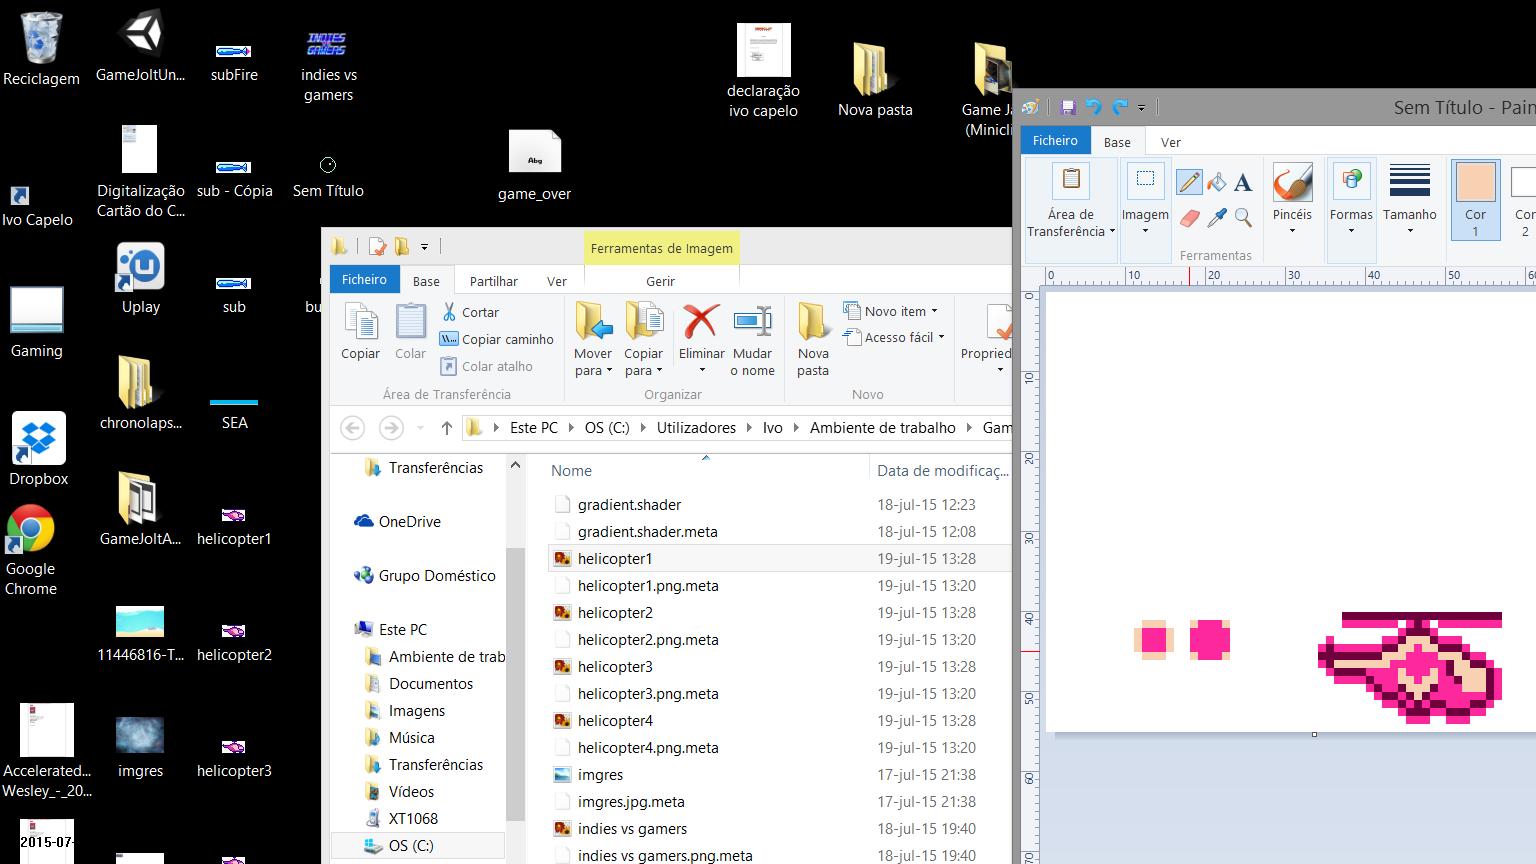 Reciclagem
GameJoltUn...
subFire
indies vs
gamers
INDIES
VS
GAMERS
declaração
ivo capelo
Nova pasta
Game Ja
(Minicli
Ivo Capelo
Digitalização
Cartão do C...
sub - Cópia
Sem Título
Abg
game_over
Gaming
Uplay
sub
bu
Dropbox
chronolaps...
SEA
Google
Chrome
GameJoltA...
helicopter1
11446816-T...
helicopter2
Accelerated...
Wesley_-_20...
imgres
helicopter3
2015-07-
Ferramentas de Imagem
Ficheiro
Base
Partilhar
Ver
Gerir
Copiar
Colar
Cortar
Copiar caminho
Colar atalho
Área de Transferência
Mover
para
Copiar
para
Eliminar
Mudar
o nome
Organizar
Nova
pasta
Novo item
Acesso fácil
Novo
Propried
Este PC
OS (C:)
Utilizadores
Ivo
Ambiente de trabalho
Gam
Transferências
OneDrive
Grupo Doméstico
Este PC
Ambiente de trab
Documentos
Imagens
Música
Transferências
Vídeos
XT1068
OS (C:)
Nome
Data de modificaç...
gradient.shader 18-jul-15 12:23
gradient.shader.meta 18-jul-15 12:08
helicopter1 19-jul-15 13:28
helicopter1.png.meta 19-jul-15 13:20
helicopter2 19-jul-15 13:28
helicopter2.png.meta 19-jul-15 13:20
helicopter3 19-jul-15 13:28
helicopter3.png.meta 19-jul-15 13:20
helicopter4 19-jul-15 13:28
helicopter4.png.meta 19-jul-15 13:20
imgres 17-jul-15 21:38
imgres.jpg.meta 17-jul-15 21:38
indies vs gamers 18-jul-15 19:40
indies vs gamers.png.meta 18-jul-15 19:40
Sem Título - Pain
Ficheiro
Base
Ver
Área de
Transferência
Imagem
A
Ferramentas
Pincéis
Formas
Tamanho
Cor
1
Cor
2
0 10 20 30 40 50 60
0
10
20
30
40
50
60
70